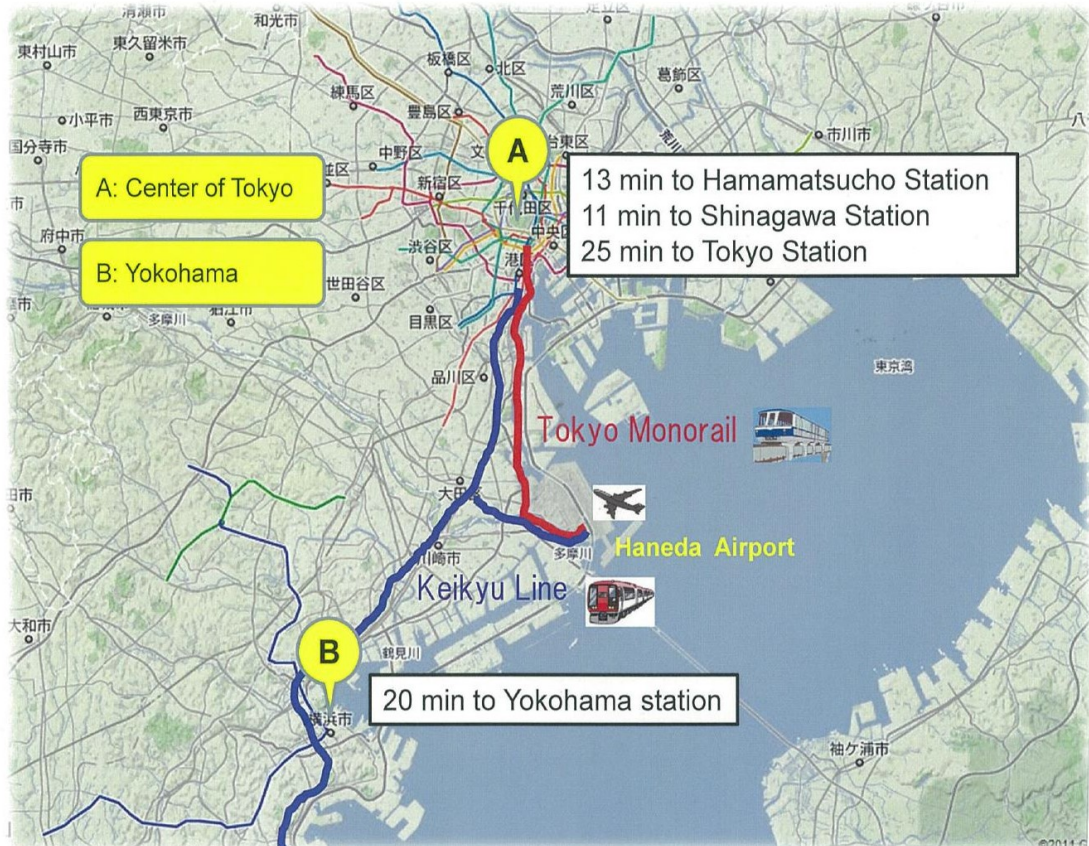 清瀬市
和光市
足立区
東村山市
東久留米市
板橋区
北区
葛飾区
練馬区
荒川区
豊島区
小平市
西東京市
荒川
市川市
国分寺市
中野区
文
台東区
A
A: Center of Tokyo
並区
新宿区
千代田区
13 min to Hamamatsucho Station
11 min to Shinagawa Station
25 min to Tokyo Station
中央区
府中市
渋谷区
港区
B: Yokohama
世田谷区
狛江市
多摩川
目黒区
東京湾
品川区
Tokyo Monorail
大田区
多摩川
Haneda Airport
川崎市
Keikyu Line
大和市
B
鶴見川
20 min to Yokohama station
横浜市
袖ケ浦市